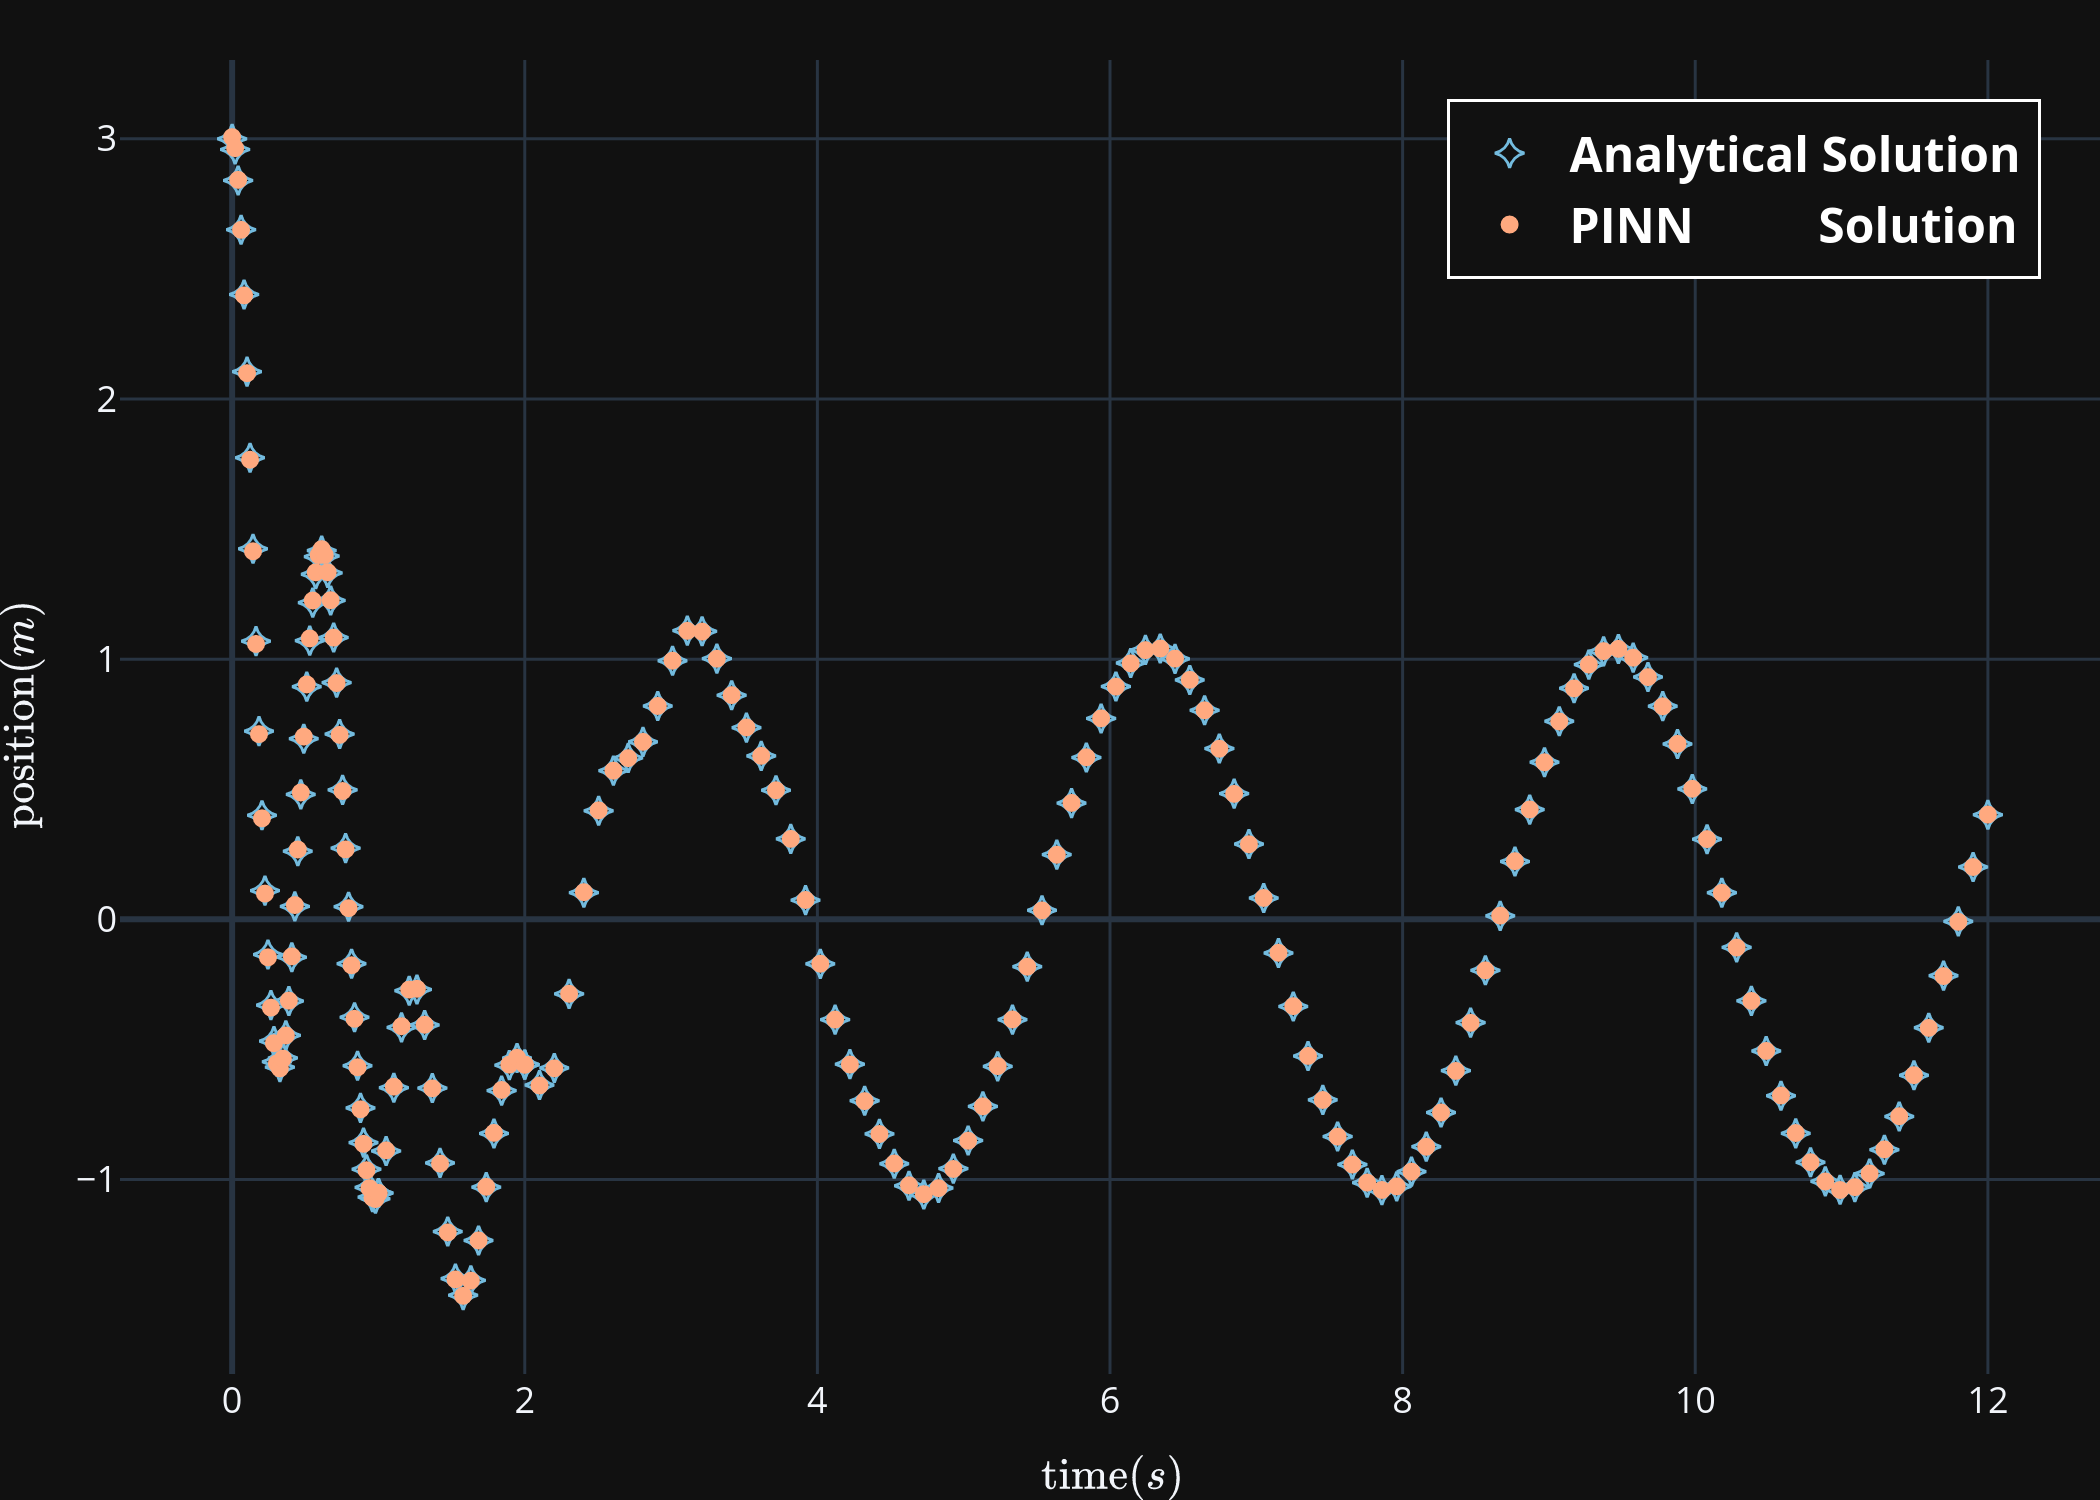 Analytical Solution
PINN Solution
3
2
1
0
−1
position(m)
0 2 4 6 8 10 12
time(s)